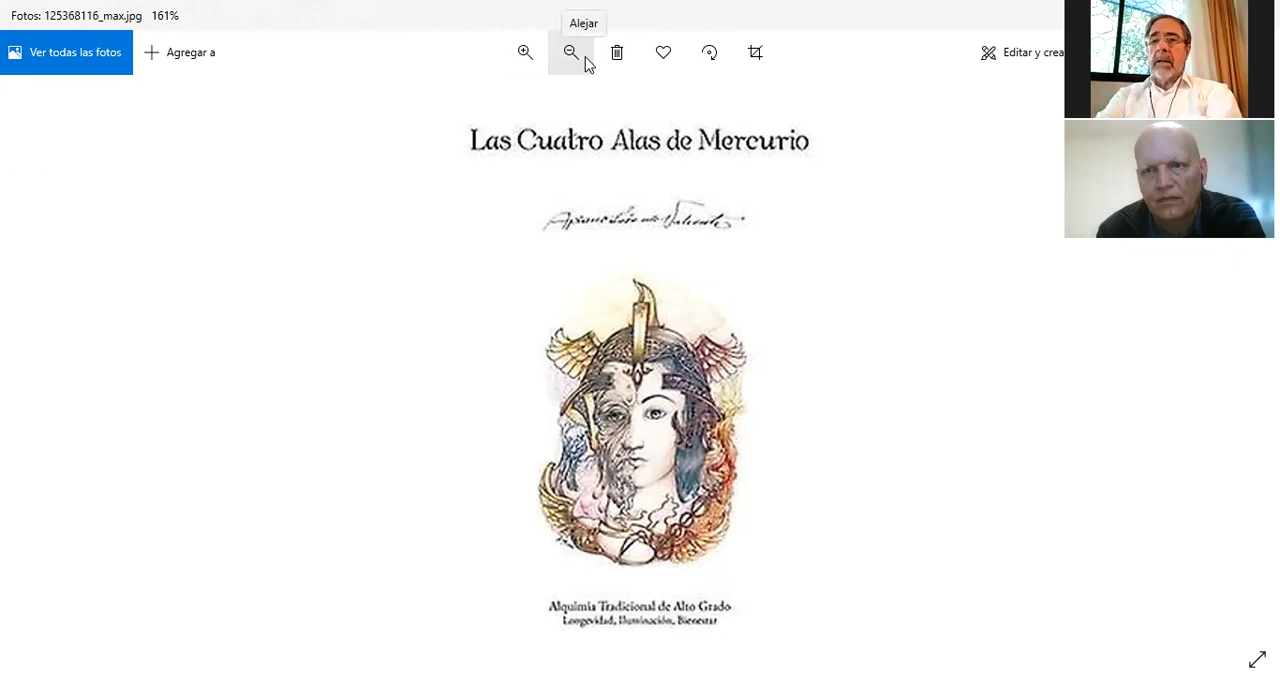 Fotos: 125368116_max.jpg 161%
Alejar
Ver todas las fotos
Agregar a
Editar y crea
Las Cuatro Alas de Mercurio
Alquimia Tradicional de Alto Grado
Longevidad, Iluminación, Bienestar